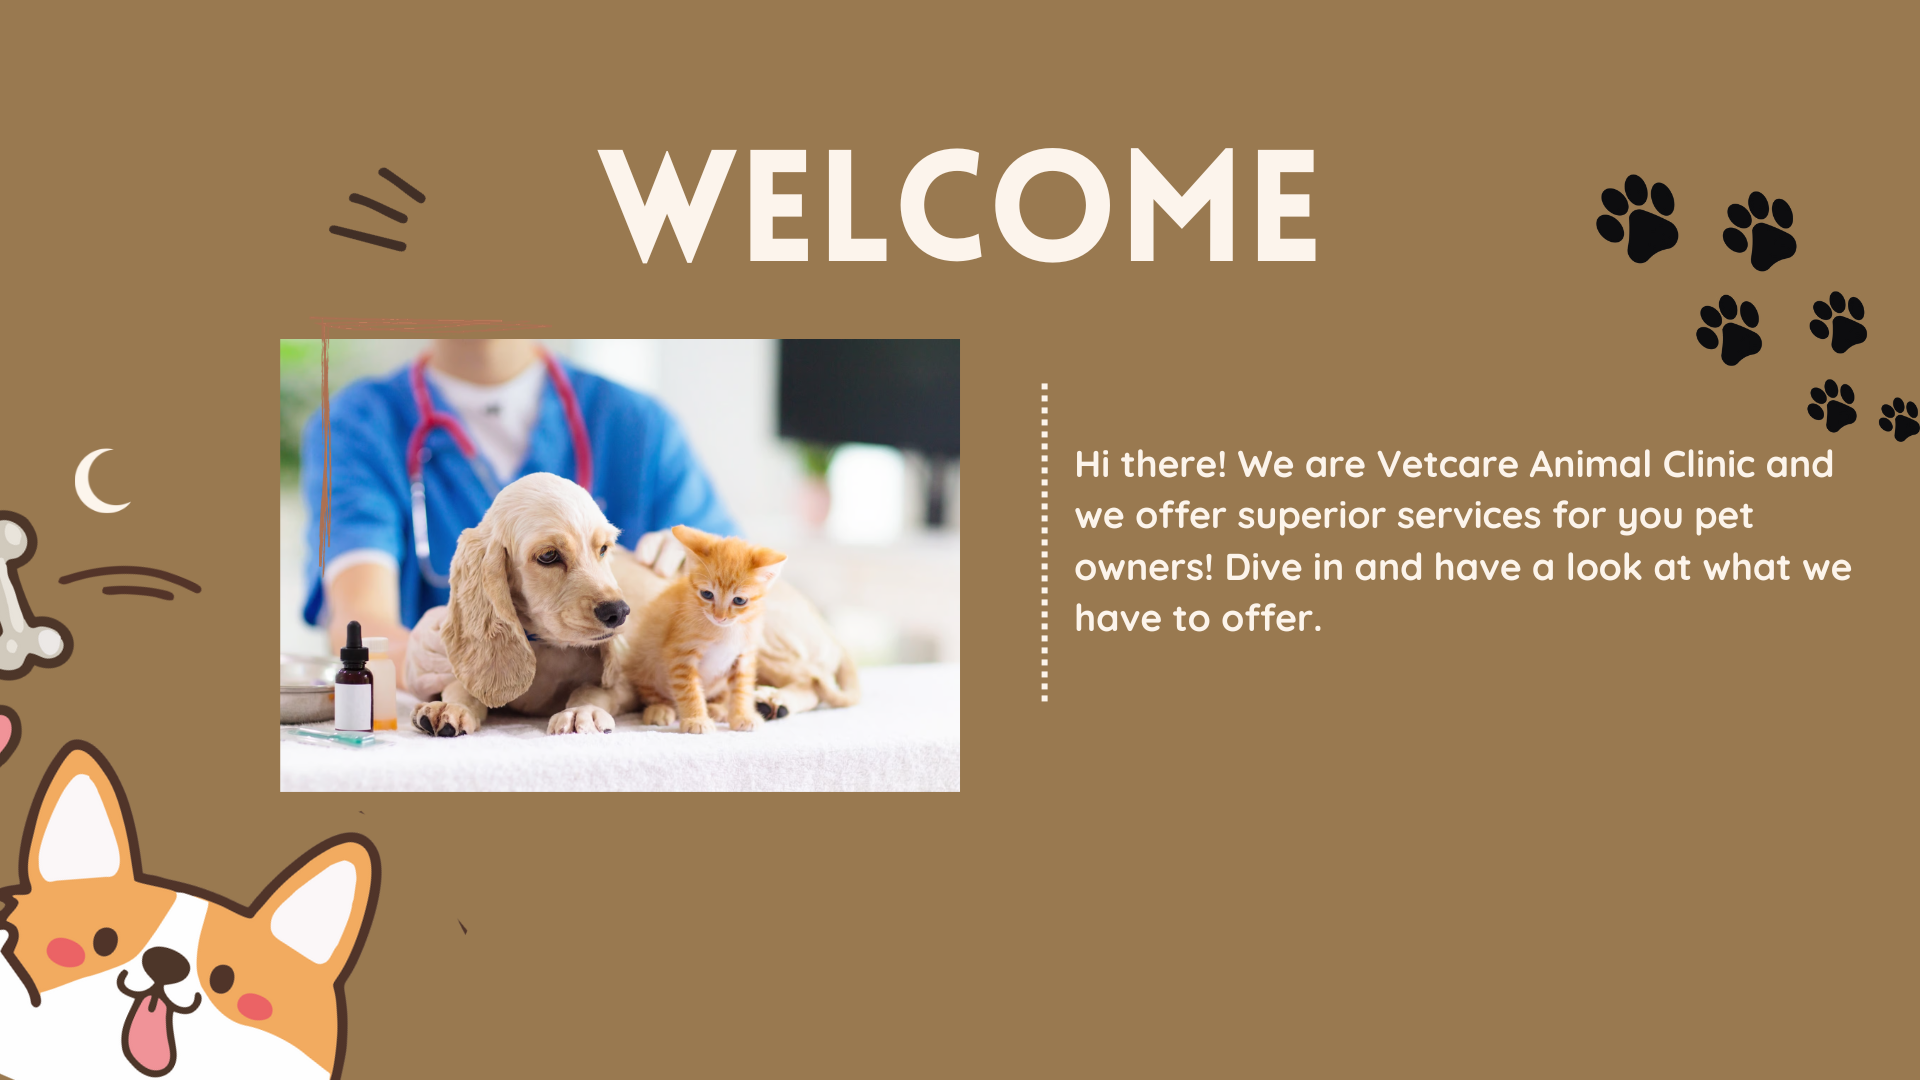 WELCOME
Hi there! We are Vetcare Animal Clinic and
we offer superior services for you pet
owners! Dive in and have a look at what we
have to offer.